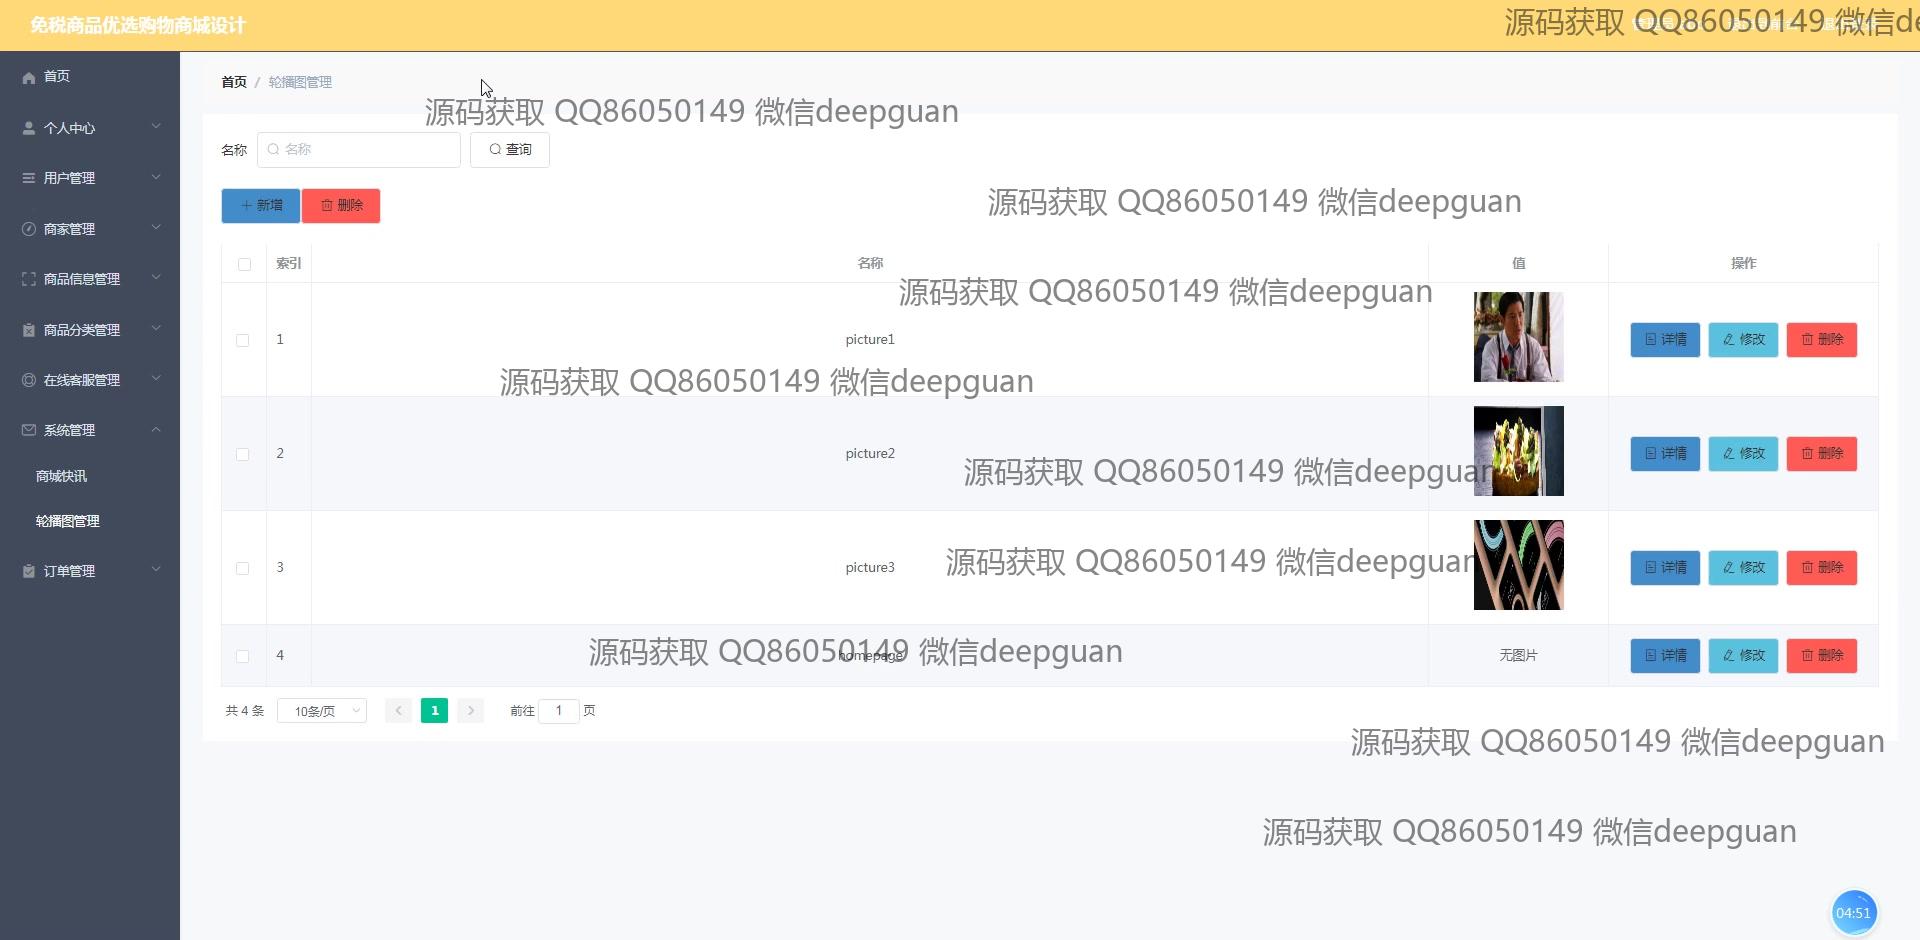 免税商品优选购物商城设计
源码获取 QQ86050149 微信de
首页
个人中心
用户管理
商家管理
商品信息管理
商品分类管理
在线客服管理
系统管理
商城快讯
轮播图管理
订单管理
首页 / 轮播图管理
源码获取 QQ86050149 微信deepguan
名称 名称 查询
源码获取 QQ86050149 微信deepguan
新增 删除
索引 名称 值 操作
源码获取 QQ86050149 微信deepguan
1 picture1 详情 修改 删除
源码获取 QQ86050149 微信deepguan
2 picture2 详情 修改 删除
源码获取 QQ86050149 微信deepguan
3 picture3 详情 修改 删除
源码获取 QQ86050149 微信deepguan
4 homepage 无图片 详情 修改 删除
源码获取 QQ86050149 微信deepguan
共 4 条 10条/页 1 前往 1 页
源码获取 QQ86050149 微信deepguan
源码获取 QQ86050149 微信deepguan
04:51